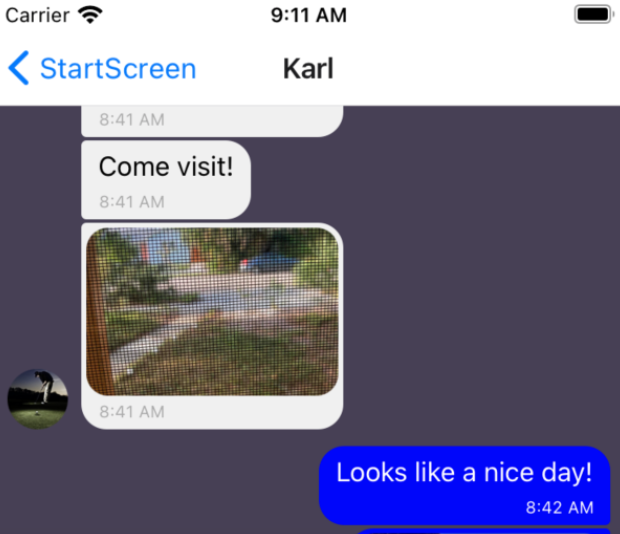 Carrier 9:11 AM
StartScreen Karl
8:41 AM
Come visit!
8:41 AM
8:41 AM
Looks like a nice day!
8:42 AM